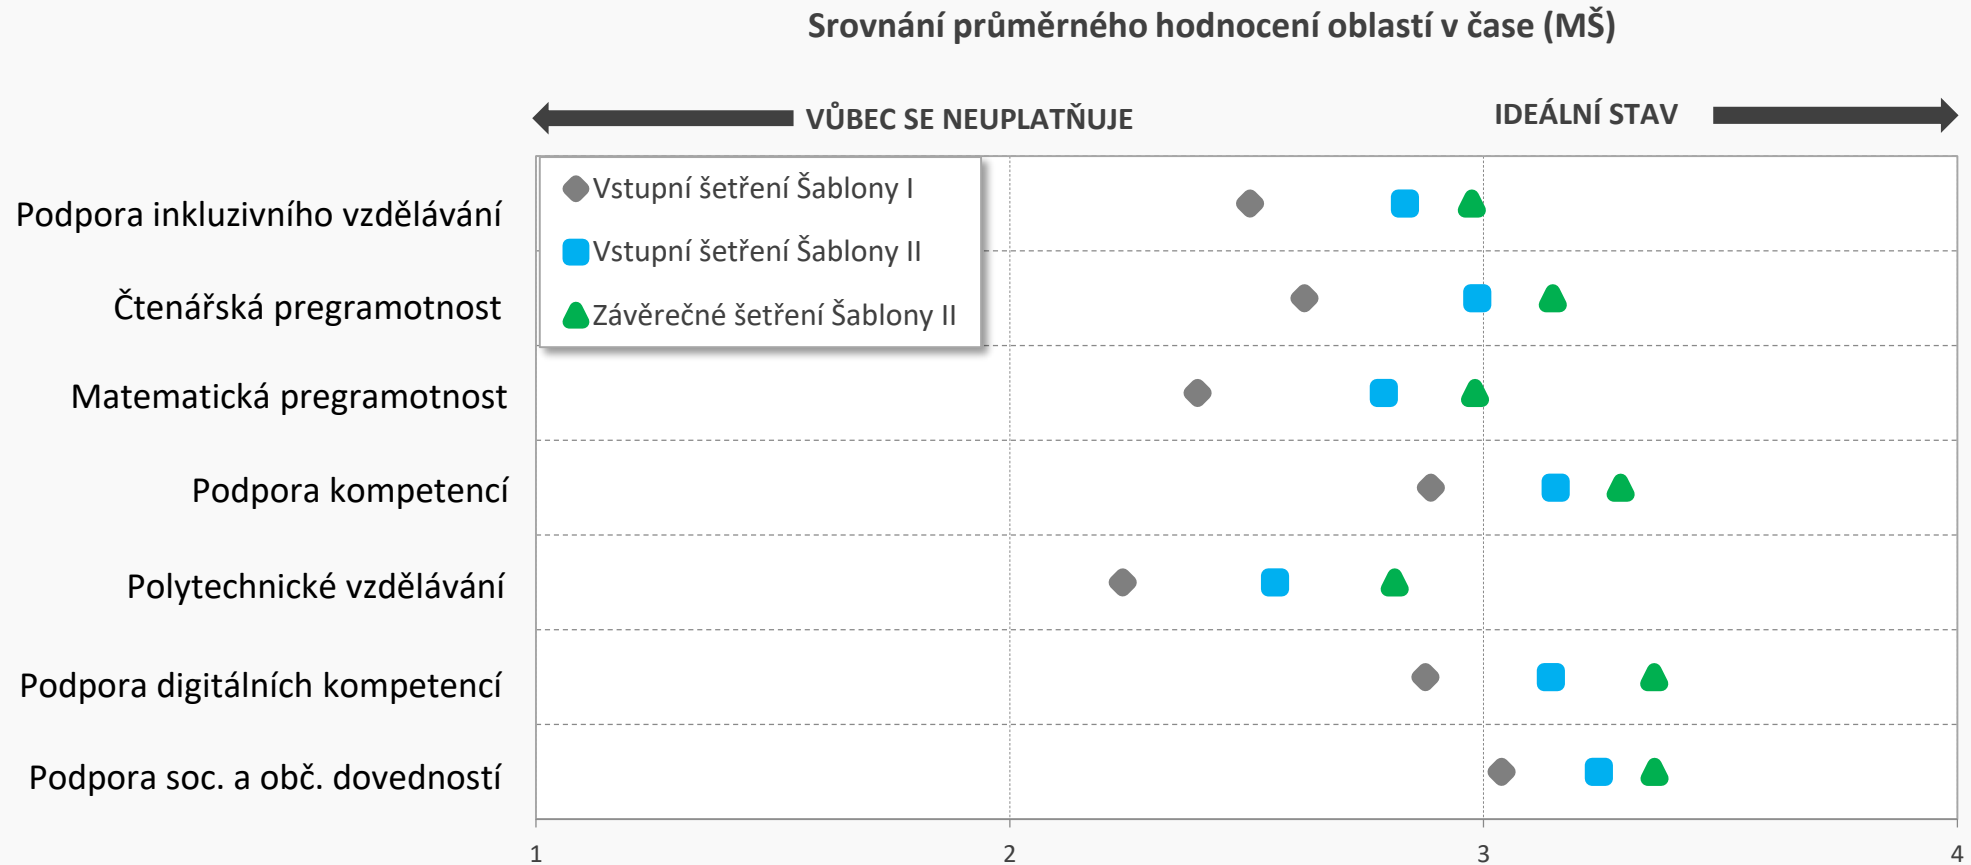 Srovnání průměrného hodnocení oblastí v čase (MŠ)
VŮBEC SE NEUPLATŇUJE
IDEÁLNÍ STAV
Vstupní šetření Šablony I
Vstupní šetření Šablony II
Závěrečné šetření Šablony II
Podpora inkluzivního vzdělávání
Čtenářská pregramotnost
Matematická pregramotnost
Podpora kompetencí
Polytechnické vzdělávání
Podpora digitálních kompetencí
Podpora soc. a obč. dovedností
1 2 3 4